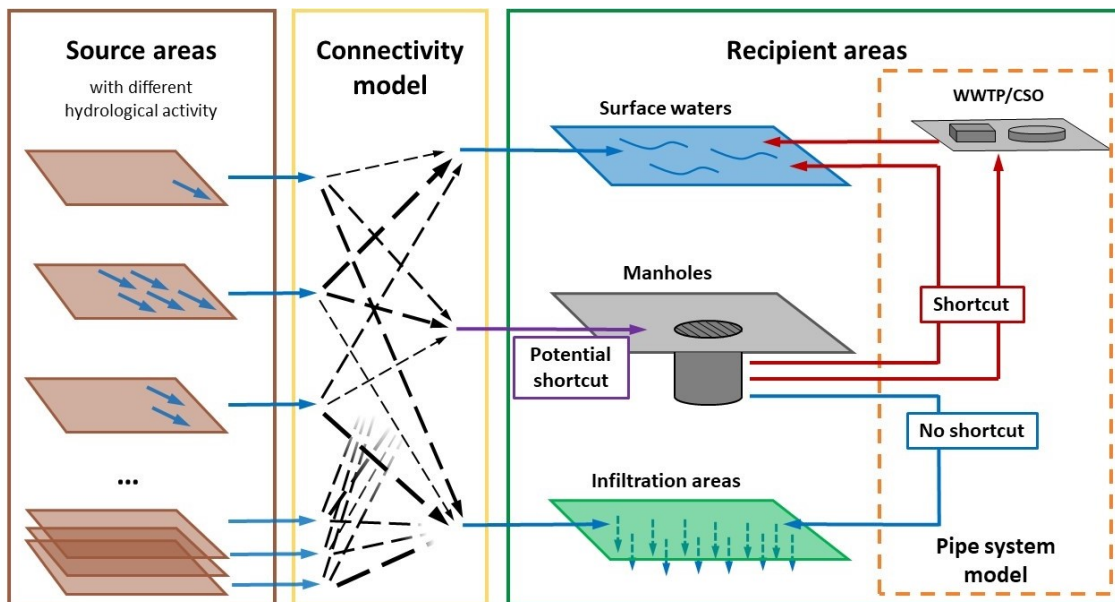 Source areas
with different
hydrological activity
...
Connectivity
model
Recipient areas
Surface waters
WWTP/CSO
Manholes
Potential
shortcut
Shortcut
No shortcut
Infiltration areas
Pipe system
model